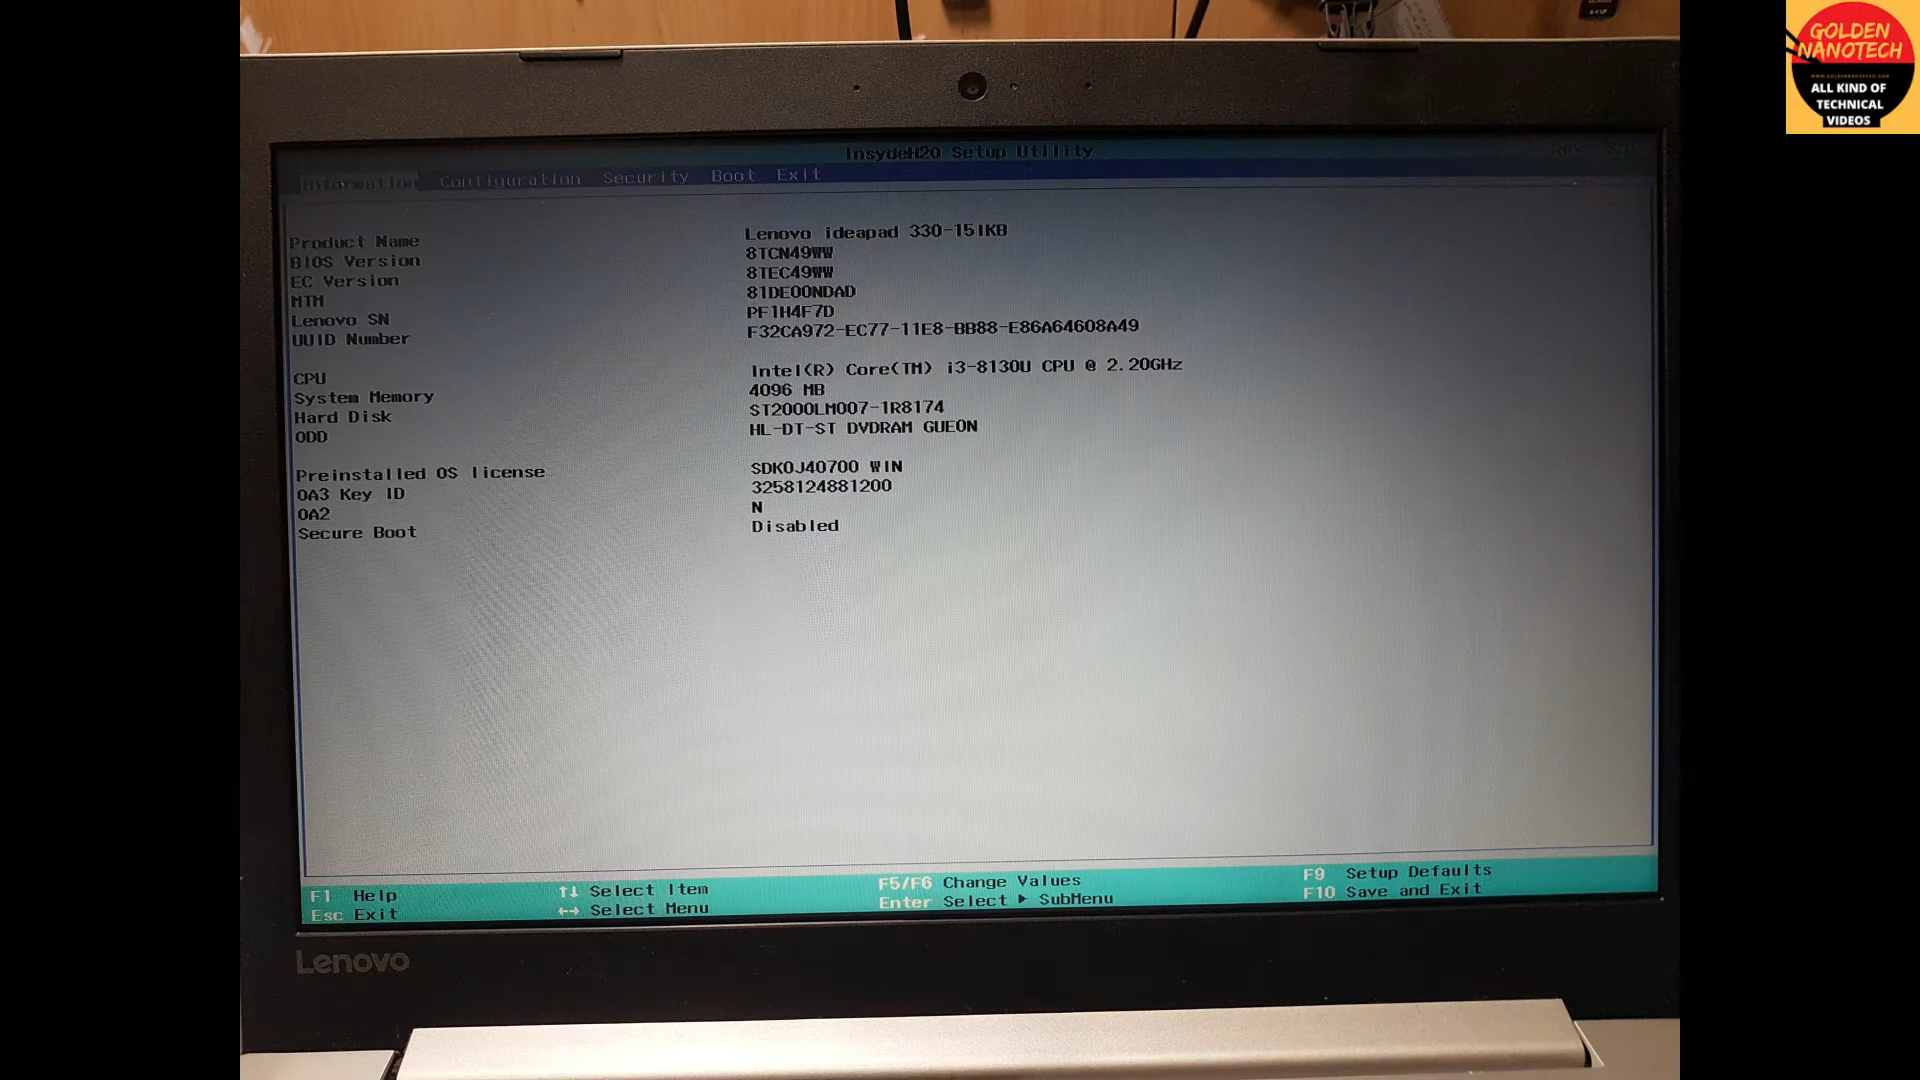 GOLDEN
NANOTECH
ALL KIND OF
TECHNICAL
VIDEOS
InsydeH20 Setup Utility
Information Configuration Security Boot Exit
Product Name Lenovo ideapad 330-15IKB
BIOS Version 8TCN49WW
EC Version 8TEC49WW
MTM 81DE00NDAD
Lenovo SN PF1H4F7D
UUID Number F32CA972-EC77-11E8-BB88-E86A64608A49
CPU Intel(R) Core(TM) i3-8130U CPU @ 2.20GHz
System Memory 4096 MB
Hard Disk ST2000LM007-1R8174
ODD HL-DT-ST DVDRAM GUE0N
Preinstalled OS license SDK0J40700 WIN
OA3 Key ID 3258124881200
OA2 N
Secure Boot Disabled
F1 Help ↑↓ Select Item F5/F6 Change Values F9 Setup Defaults
Esc Exit ←→ Select Menu Enter Select ▶ SubMenu F10 Save and Exit
Lenovo